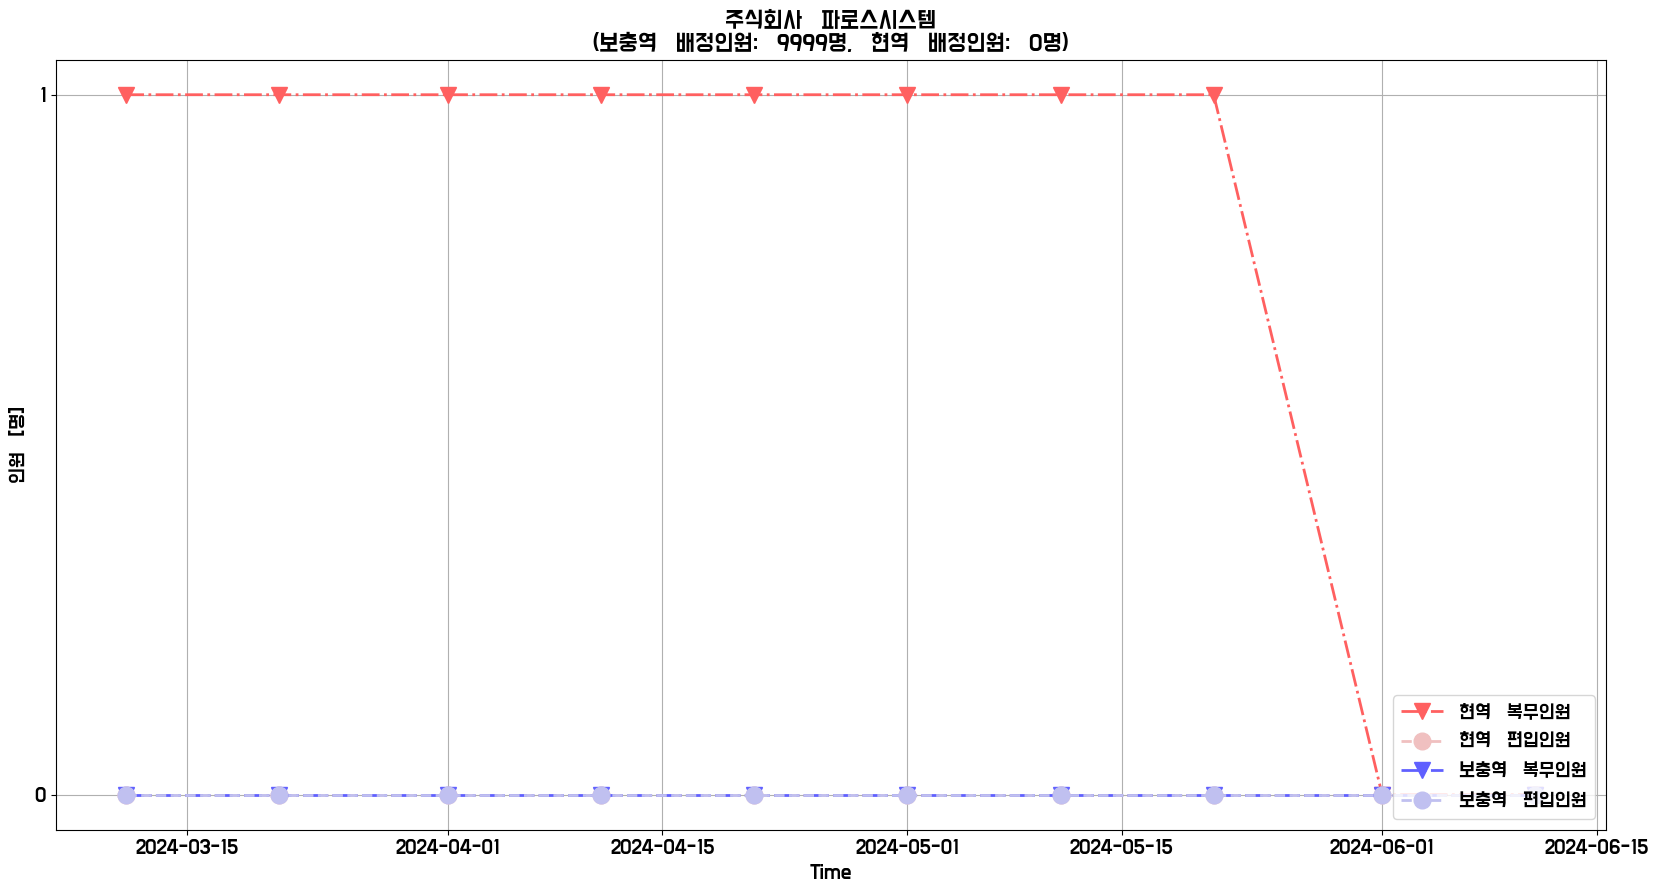 주식회사 파로스시스템
(보충역 배정인원: 9999명, 현역 배정인원: 0명)
1
인원 [명]
0
현역 복무인원
현역 편입인원
보충역 복무인원
보충역 편입인원
2024-03-15 2024-04-01 2024-04-15 2024-05-01 2024-05-15 2024-06-01 2024-06-15
Time